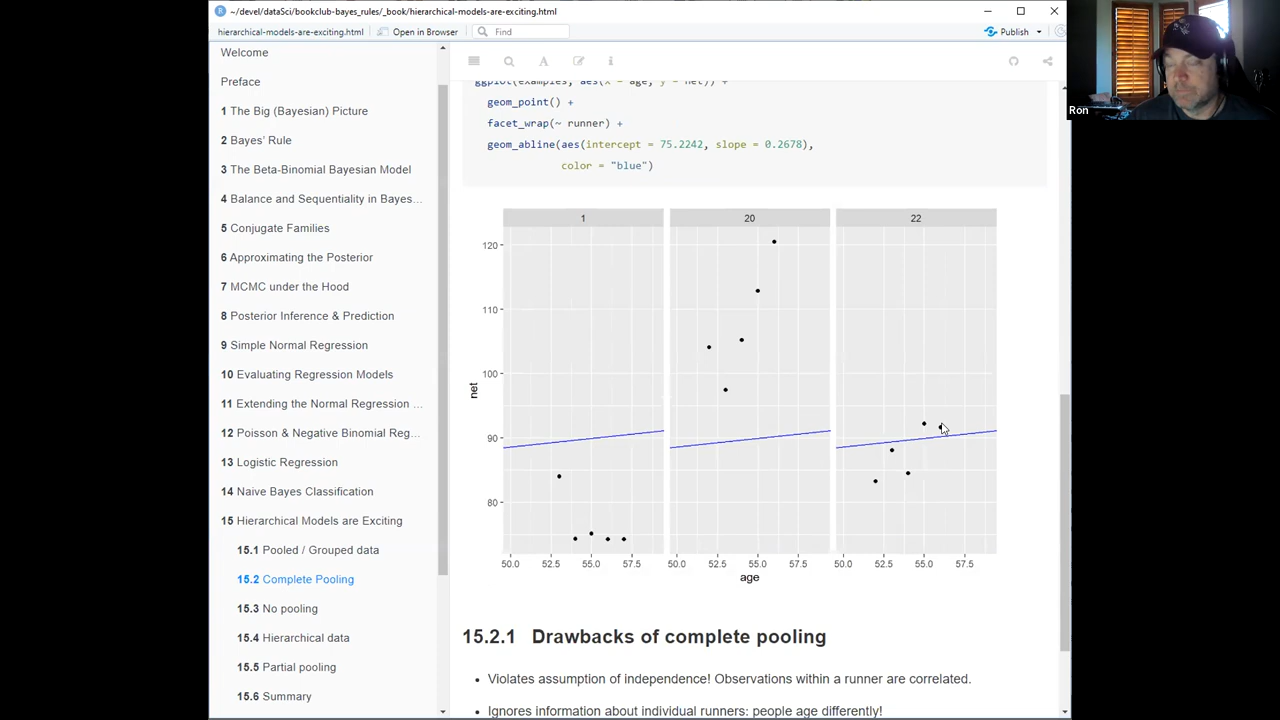 ~/devel/dataSci/bookclub-bayes_rules/_book/hierarchical-models-are-exciting.html
hierarchical-models-are-exciting.html
Open in Browser
Find
Publish
Welcome
Preface
1 The Big (Bayesian) Picture
2 Bayes' Rule
3 The Beta-Binomial Bayesian Model
4 Balance and Sequentiality in Bayes...
5 Conjugate Families
6 Approximating the Posterior
7 MCMC under the Hood
8 Posterior Inference & Prediction
9 Simple Normal Regression
10 Evaluating Regression Models
11 Extending the Normal Regression ...
12 Poisson & Negative Binomial Reg...
13 Logistic Regression
14 Naive Bayes Classification
15 Hierarchical Models are Exciting
15.1 Pooled / Grouped data
15.2 Complete Pooling
15.3 No pooling
15.4 Hierarchical data
15.5 Partial pooling
15.6 Summary
ggplot(examples, aes(x = age, y = net)) +
geom_point() +
facet_wrap(~ runner) +
geom_abline(aes(intercept = 75.2242, slope = 0.2678),
color = "blue")
1 20 22
120
110
100
90
80
net
50.0 52.5 55.0 57.5 50.0 52.5 55.0 57.5 50.0 52.5 55.0 57.5
age
15.2.1 Drawbacks of complete pooling
• Violates assumption of independence! Observations within a runner are correlated.
• Ignores information about individual runners: people age differently!
Ron